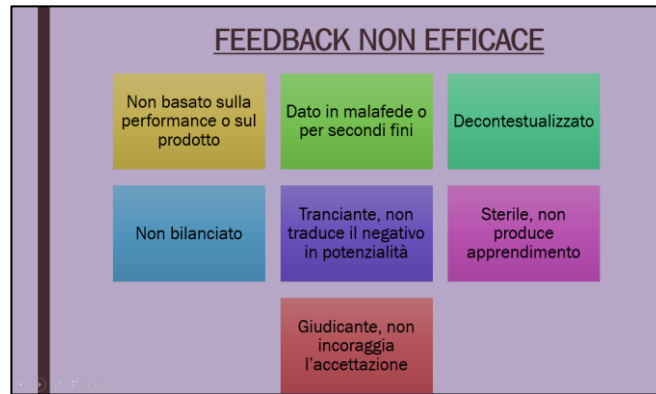 FEEDBACK NON EFFICACE
Non basato sulla
performance o sul
prodotto
Dato in malafede o
per secondi fini
Decontestualizzato
Non bilanciato
Tranciante, non
traduce il negativo
in potenzialità
Sterile, non
produce
apprendimento
Giudicante, non
incoraggia
l'accettazione